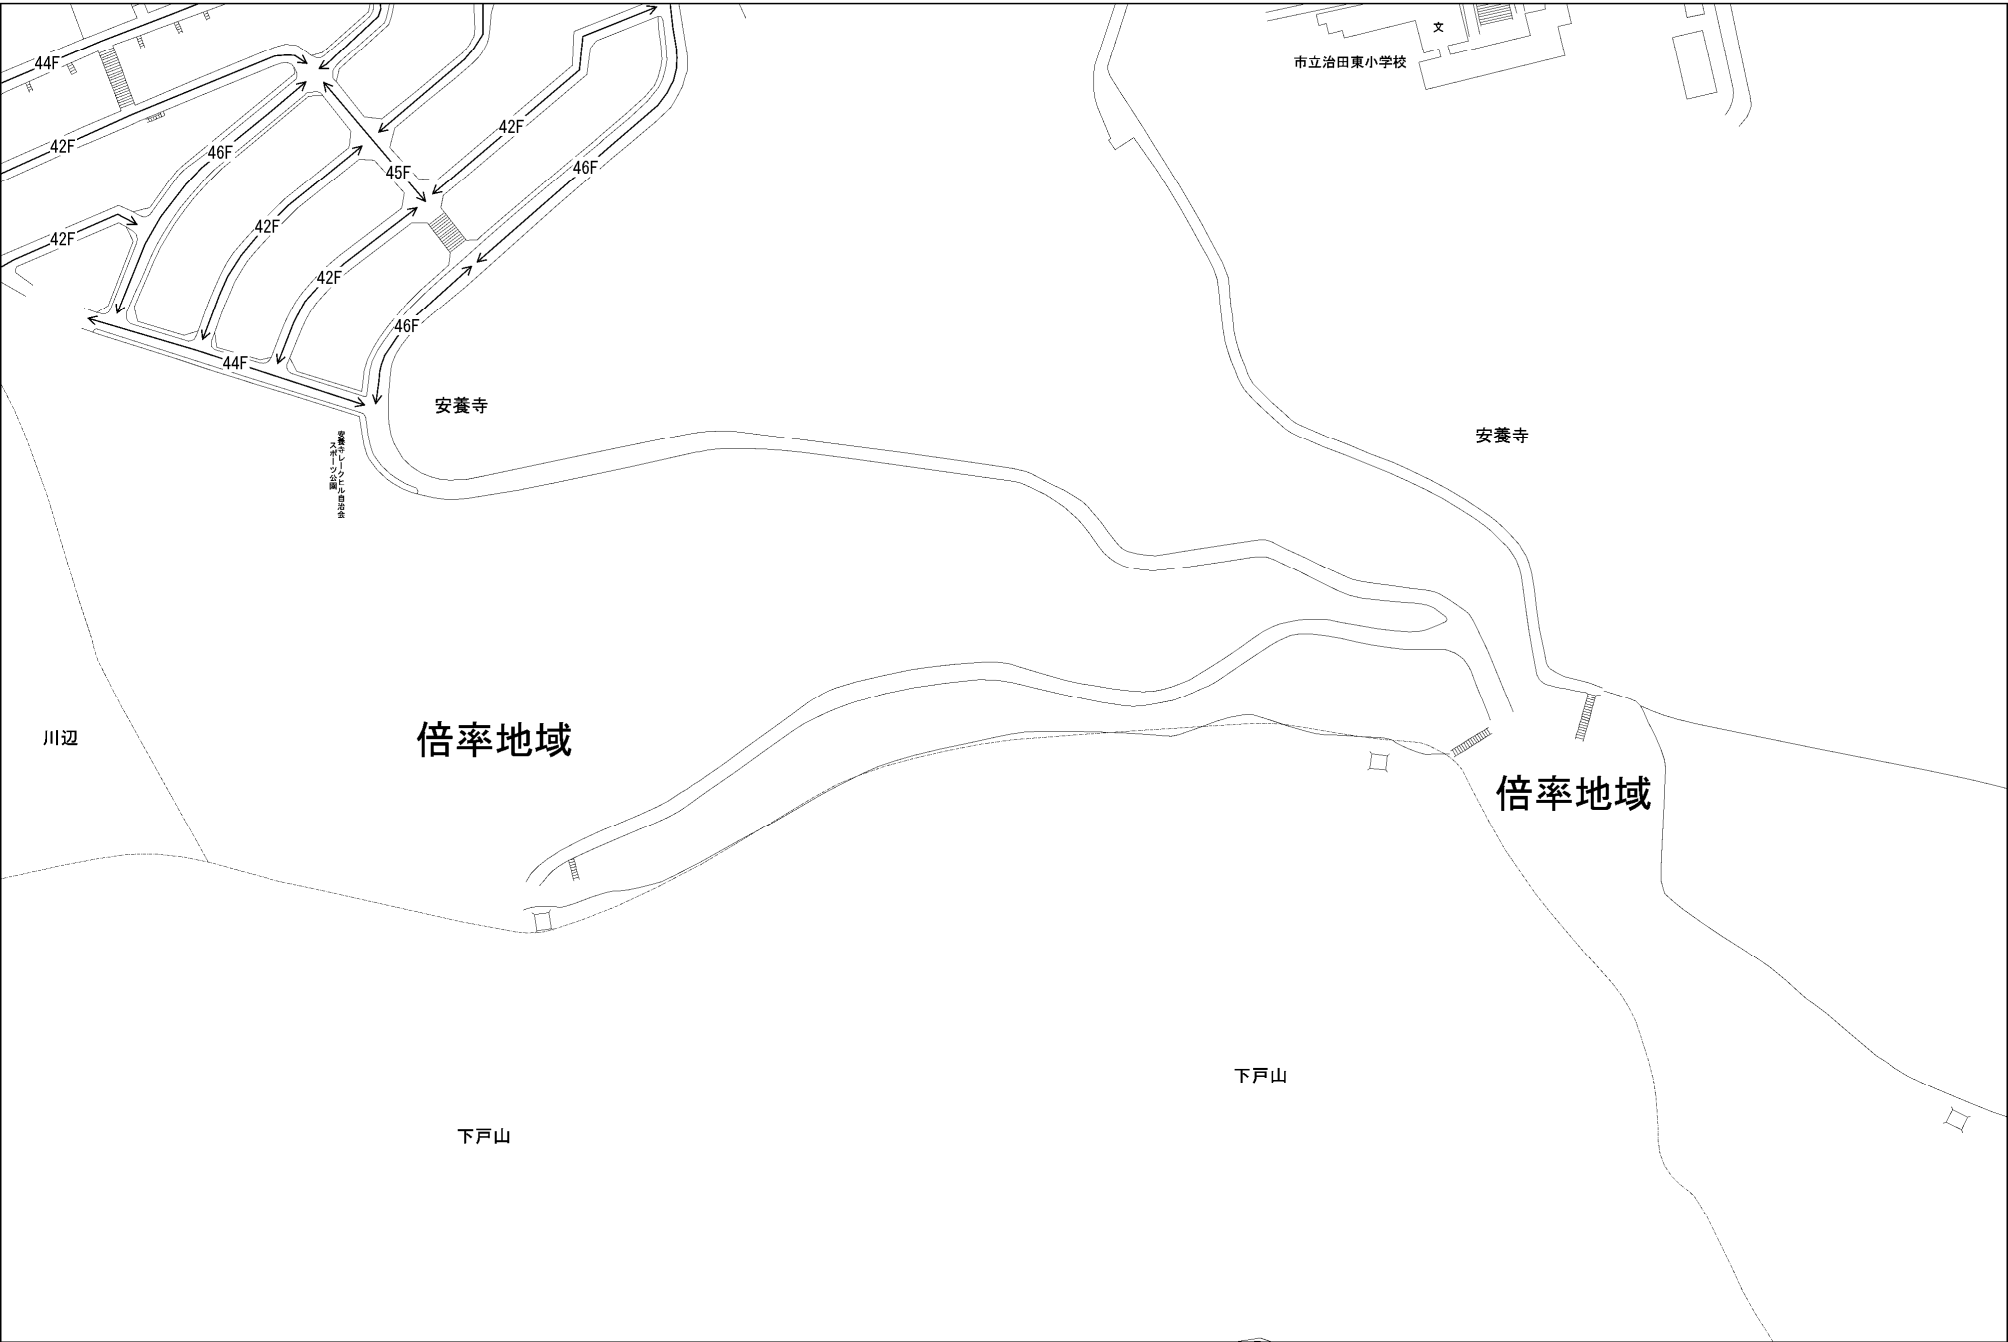 文
市立治田東小学校
44F
42F
42F
46F
46F
45F
42F
42F
42F
46F
44F
安養寺
安養寺
安養寺レークヒル自治会
スポーツ公園
川辺
倍率地域
倍率地域
下戸山
下戸山